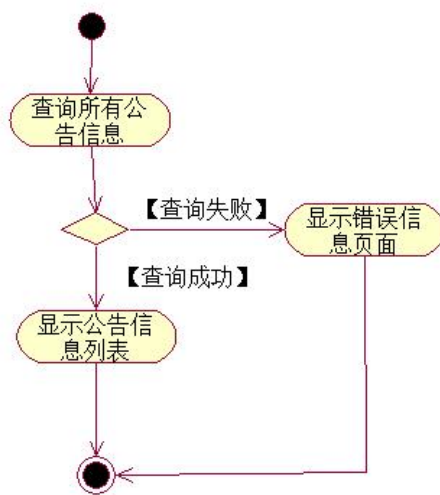 查询所有公
告信息
【查询失败】
显示错误信
息页面
【查询成功】
显示公告信
息列表